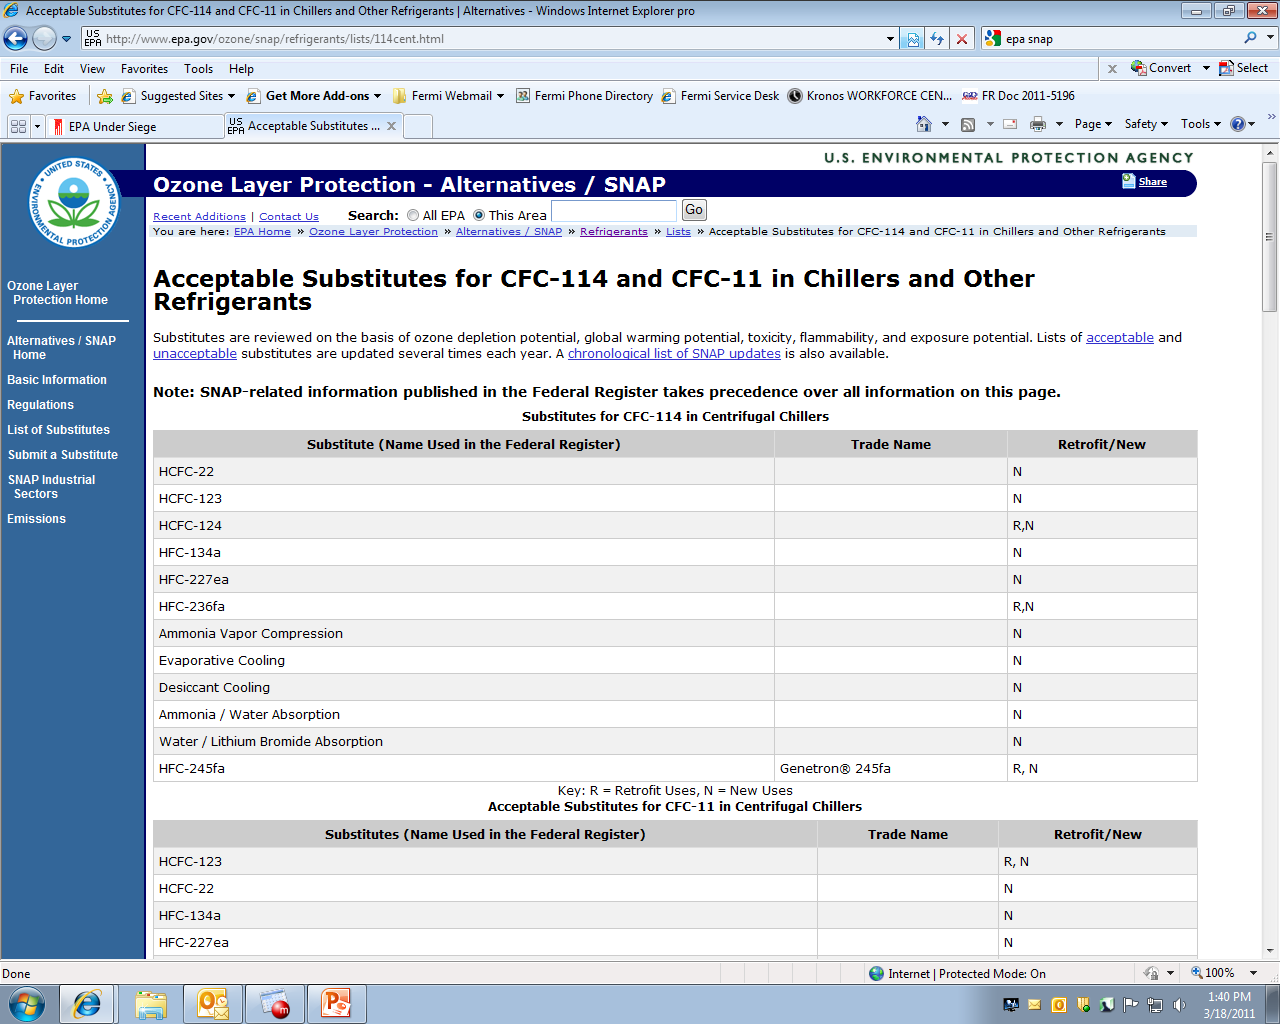 Acceptable Substitutes for CFC-114 and CFC-11 in Chillers and Other Refrigerants | Alternatives - Windows Internet Explorer pro
US EPA http://www.epa.gov/ozone/snap/refrigerants/lists/114cent.html epa snap
File Edit View Favorites Tools Help x Convert Select
Favorites Suggested Sites Get More Add-ons Fermi Webmail Fermi Phone Directory Fermi Service Desk Kronos WORKFORCE CEN... FR Doc 2011-5196
EPA Under Siege US EPA Acceptable Substitutes ... X Page Safety Tools
U.S. ENVIRONMENTAL PROTECTION AGENCY
UNITED STATES
ENVIRONMENTAL PROTECTION AGENCY
Ozone Layer Protection - Alternatives / SNAP Share
Recent Additions | Contact Us Search: All EPA This Area Go
You are here: EPA Home » Ozone Layer Protection » Alternatives / SNAP » Refrigerants » Lists » Acceptable Substitutes for CFC-114 and CFC-11 in Chillers and Other Refrigerants
Ozone Layer
Protection Home
Alternatives / SNAP
Home
Basic Information
Regulations
List of Substitutes
Submit a Substitute
SNAP Industrial
Sectors
Emissions
Acceptable Substitutes for CFC-114 and CFC-11 in Chillers and Other
Refrigerants
Substitutes are reviewed on the basis of ozone depletion potential, global warming potential, toxicity, flammability, and exposure potential. Lists of acceptable and
unacceptable substitutes are updated several times each year. A chronological list of SNAP updates is also available.
Note: SNAP-related information published in the Federal Register takes precedence over all information on this page.
Substitutes for CFC-114 in Centrifugal Chillers
Substitute (Name Used in the Federal Register) Trade Name Retrofit/New
HCFC-22 N
HCFC-123 N
HCFC-124 R,N
HFC-134a N
HFC-227ea N
HFC-236fa R,N
Ammonia Vapor Compression N
Evaporative Cooling N
Desiccant Cooling N
Ammonia / Water Absorption N
Water / Lithium Bromide Absorption N
HFC-245fa Genetron® 245fa R, N
Key: R = Retrofit Uses, N = New Uses
Acceptable Substitutes for CFC-11 in Centrifugal Chillers
Substitutes (Name Used in the Federal Register) Trade Name Retrofit/New
HCFC-123 R, N
HCFC-22 N
HFC-134a N
HFC-227ea N
Done Internet | Protected Mode: On 100%
1:40 PM
3/18/2011